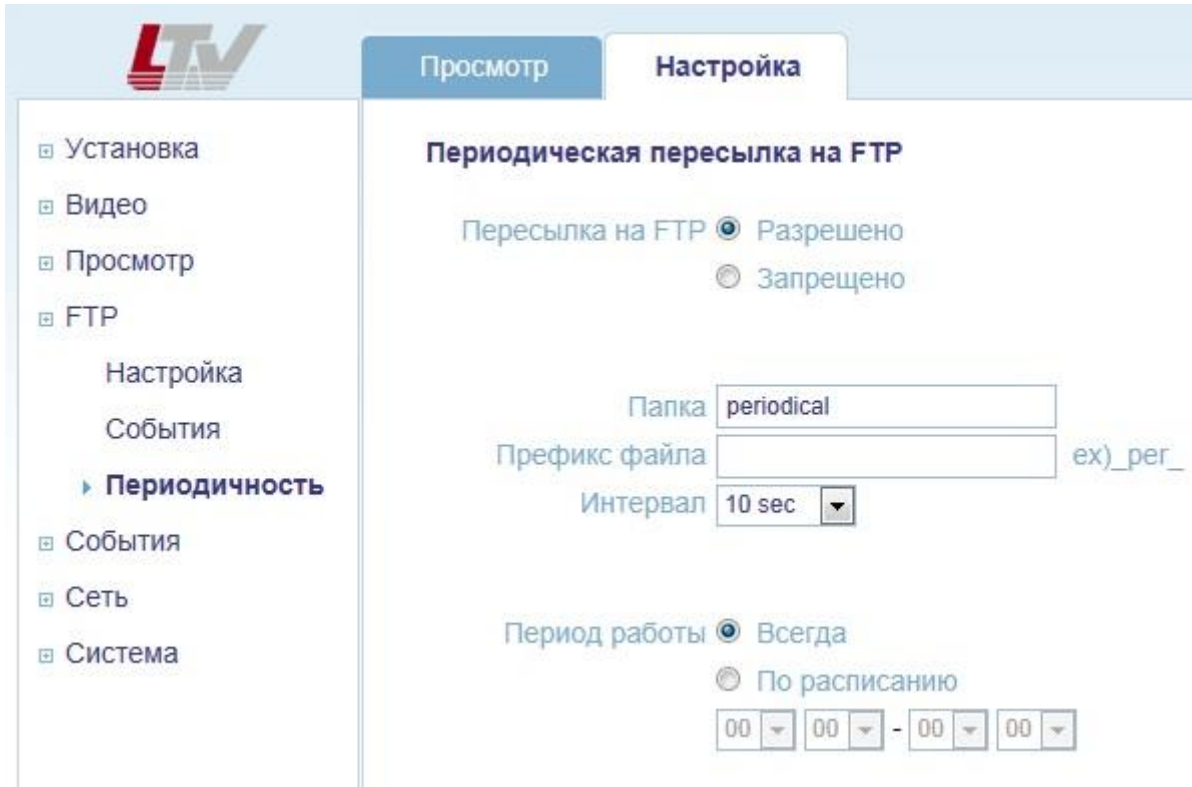 LTV
Просмотр
Настройка
Установка
Видео
Просмотр
FTP
Настройка
События
Периодичность
События
Сеть
Система
Периодическая пересылка на FTP
Пересылка на FTP Разрешено
Запрещено
Папка periodical
Префикс файла ex)_per_
Интервал 10 sec
Период работы Всегда
По расписанию
00 00 - 00 00